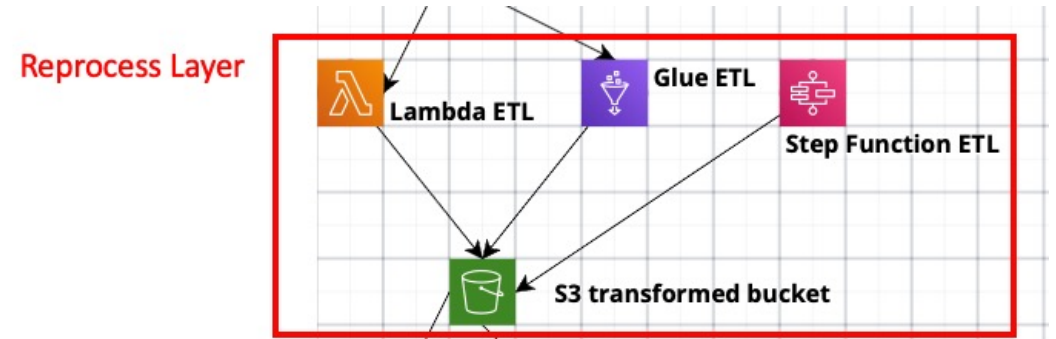 Reprocess Layer
Lambda ETL
Glue ETL
Step Function ETL
S3 transformed bucket